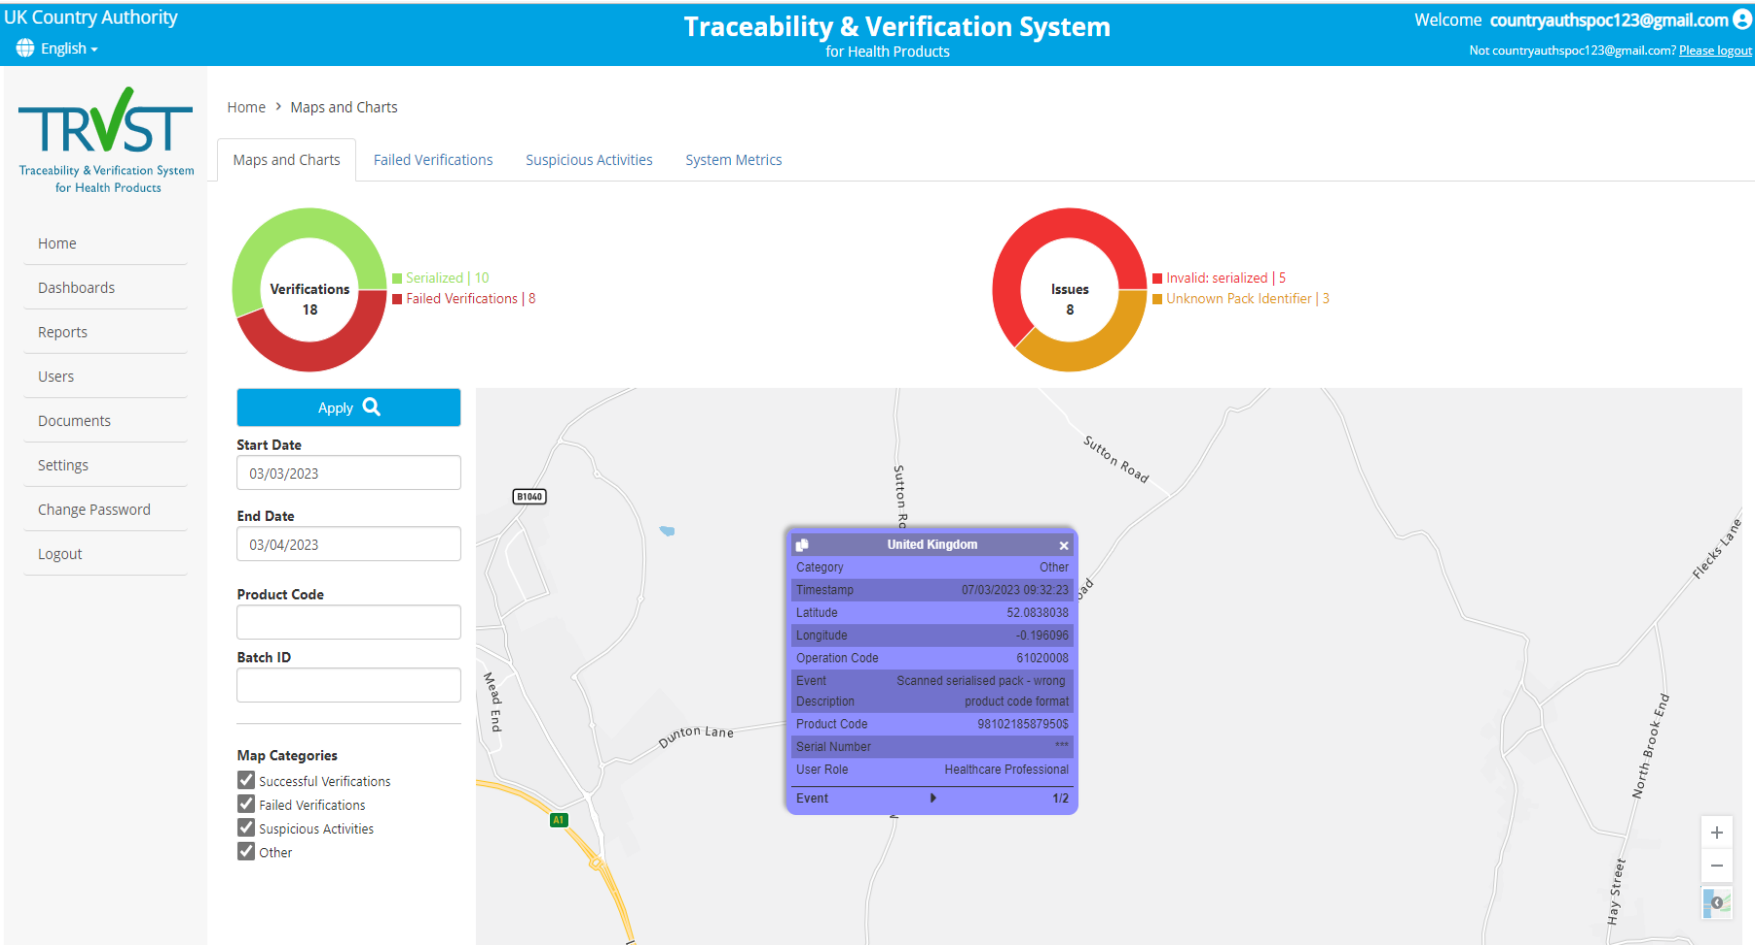 UK Country Authority
English
Traceability & Verification System
for Health Products
Welcome countryauthspoc123@gmail.com
Not countryauthspoc123@gmail.com? Please logout
TRVST
Traceability & Verification System
for Health Products
Home
Dashboards
Reports
Users
Documents
Settings
Change Password
Logout
Home > Maps and Charts
Maps and Charts
Failed Verifications
Suspicious Activities
System Metrics
Verifications
18
Serialized | 10
Failed Verifications | 8
Issues
8
Invalid: serialized | 5
Unknown Pack Identifier | 3
Apply
Start Date
03/03/2023
End Date
03/04/2023
Product Code
Batch ID
Map Categories
Successful Verifications
Failed Verifications
Suspicious Activities
Other
B1040
Sutton Rd
Sutton Road
Flecks Lane
United Kingdom ×
Category Other
Timestamp 07/03/2023 09:32:23
Latitude 52.0838038
Longitude -0.196096
Operation Code 61020008
Event Scanned serialised pack - wrong
Description product code format
Product Code 9810218587950$
Serial Number ***
User Role Healthcare Professional
Event 1/2
oad
Mead End
Dunton Lane
North Brook End
A1
Hay Street
+
−